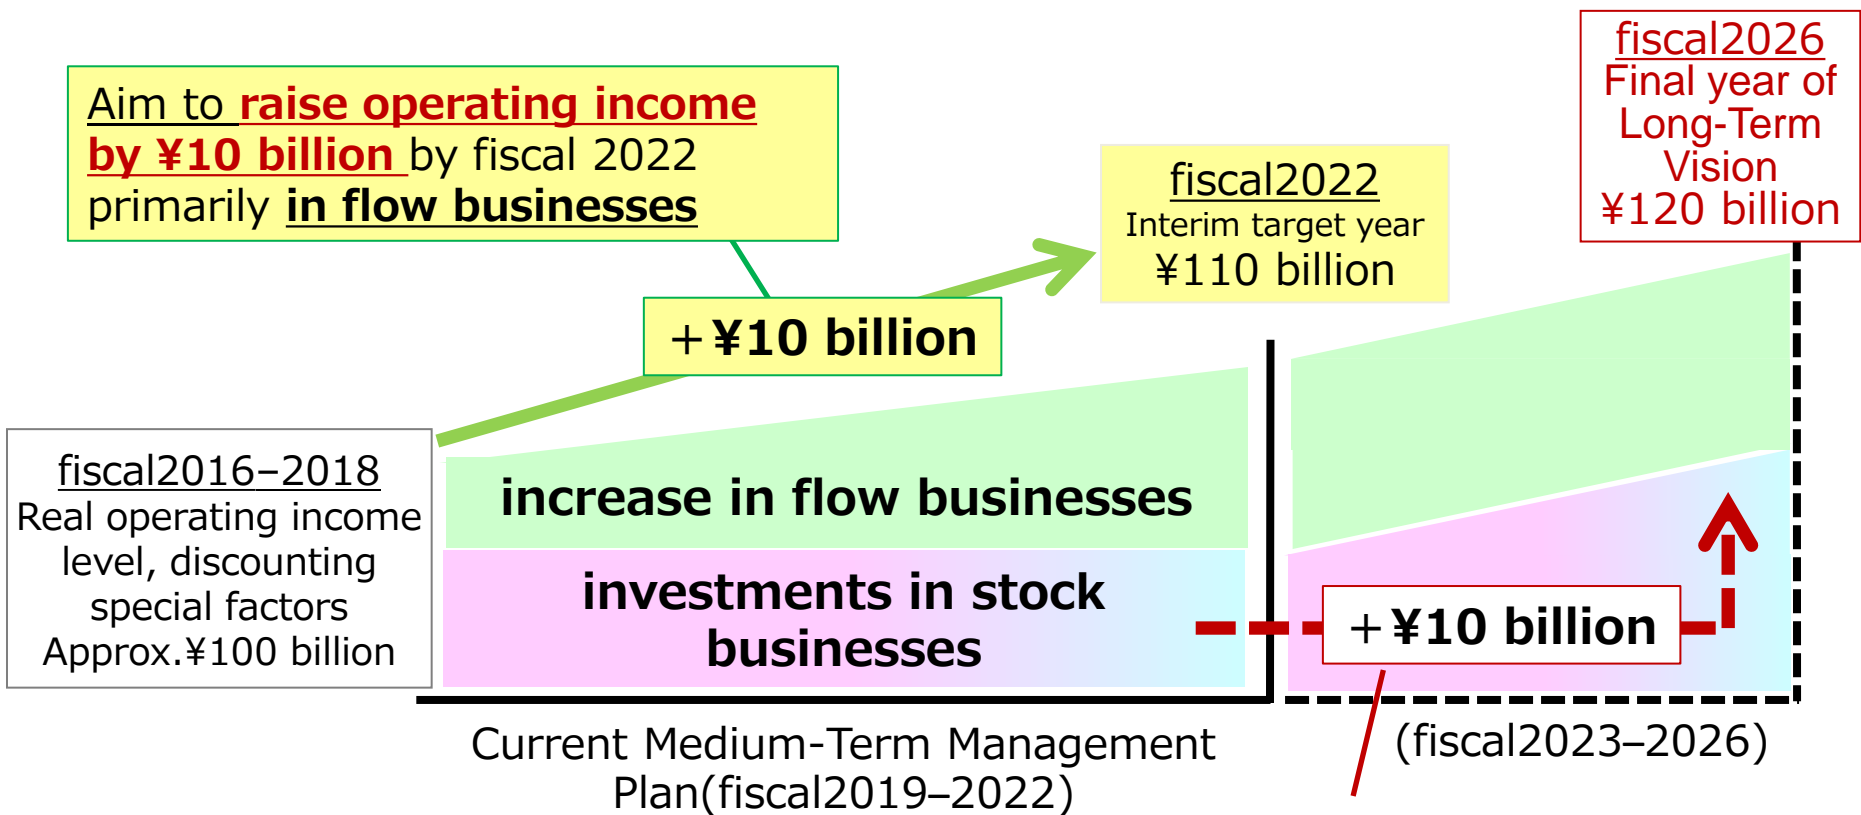 fiscal2026
Final year of
Long-Term
Vision
¥120 billion
Aim to raise operating income
by ¥10 billion by fiscal 2022
primarily in flow businesses
fiscal2022
Interim target year
¥110 billion
+¥10 billion
fiscal2016–2018
Real operating income
level, discounting
special factors
Approx.¥100 billion
increase in flow businesses
investments in stock
businesses
+¥10 billion
Current Medium-Term Management
Plan(fiscal2019–2022)
(fiscal2023–2026)